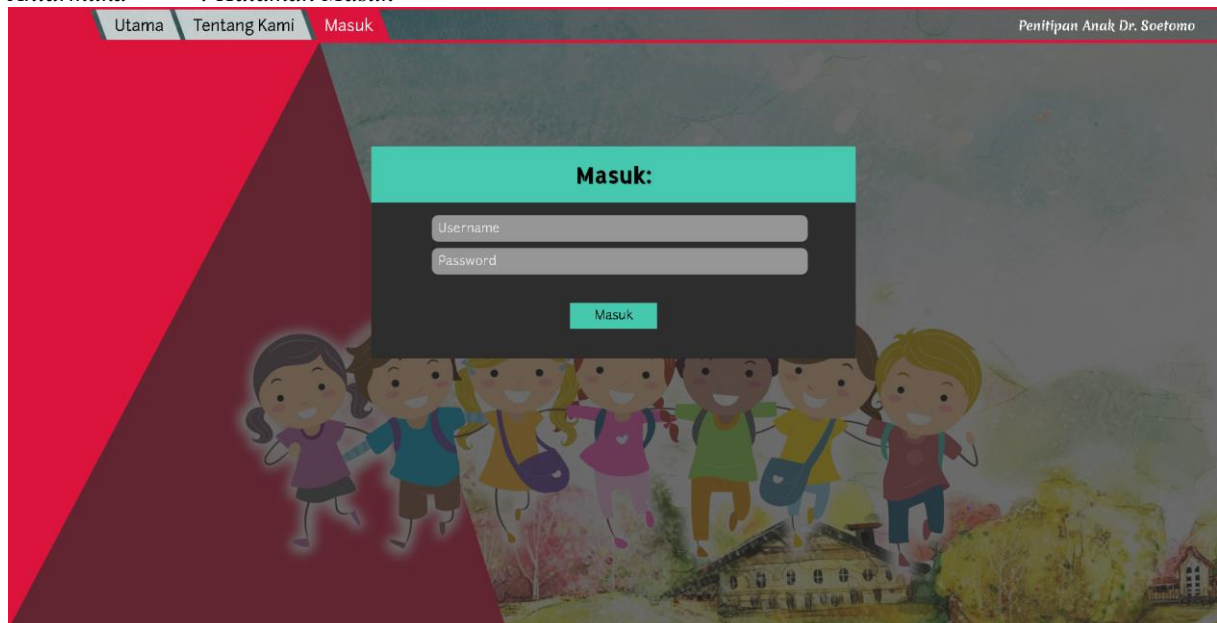 Utama Tentang Kami Masuk Penitipan Anak Dr. Soetomo
Masuk:
Username
Password
Masuk